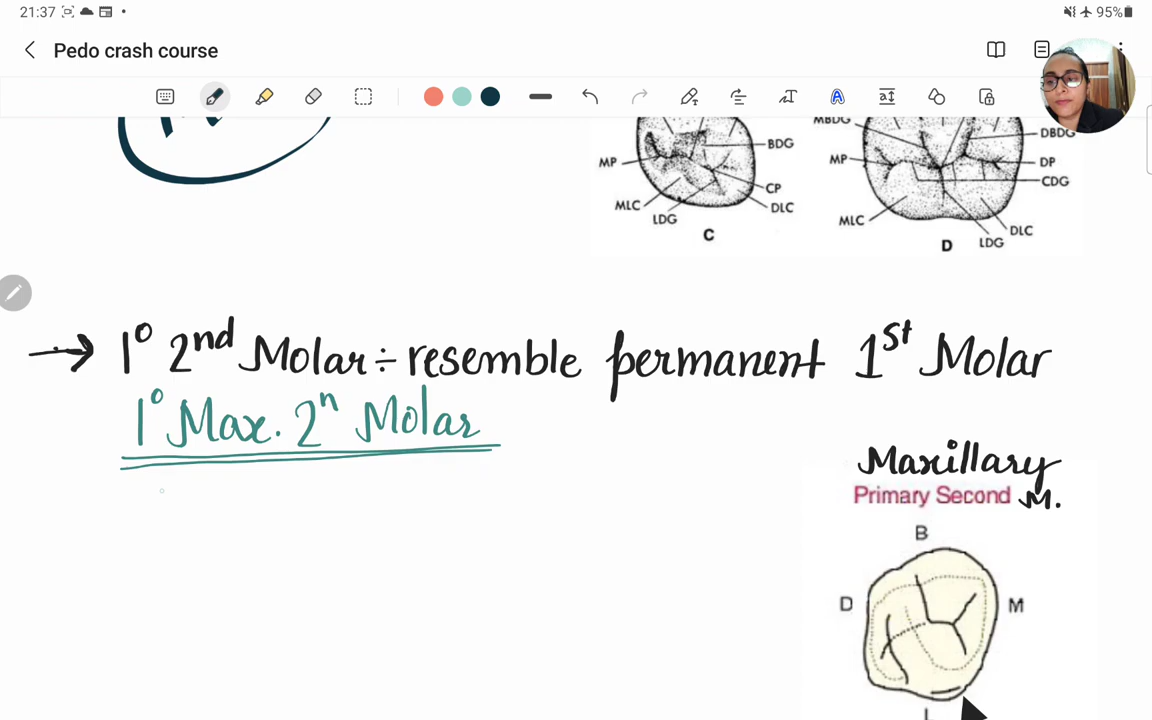 21:37
95%
Pedo crash course
MP
BDG
CP
MLC
DLC
LDG
C
MBDG
DBDG
MP
DP
CDG
MLC
DLC
LDG
D
→ 1° 2nd Molar ÷ resemble permanent 1st Molar
1° Max. 2n Molar
Maxillary
Primary Second M.
B
D
M
L